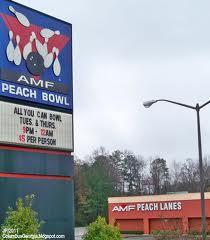 AMF
PEACH BOWL
ALL YOU CAN BOWL
TUES. & THURS.
9PM - 12AM
$5 PER PERSON
AMF PEACH LANES